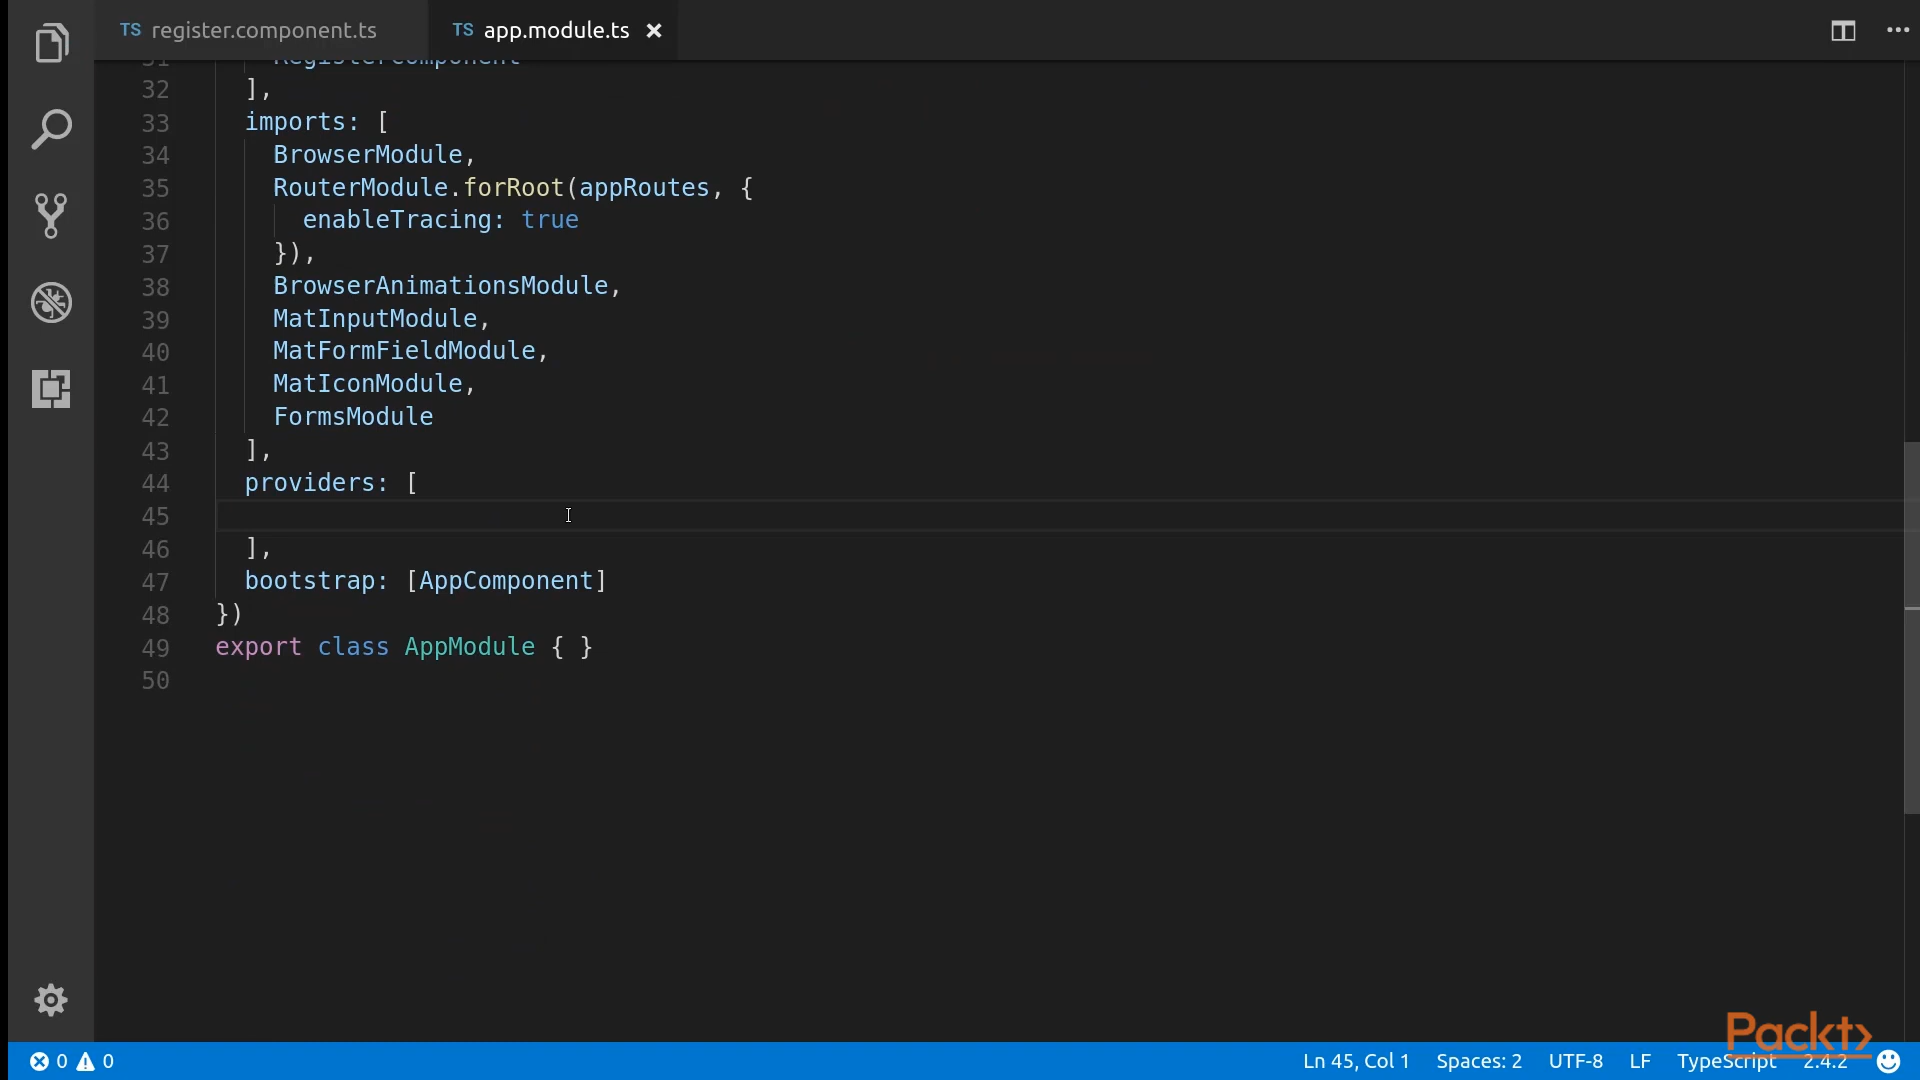 TS register.component.ts TS app.module.ts
31 RegisterComponent
32 ],
33 imports: [
34 BrowserModule,
35 RouterModule.forRoot(appRoutes, {
36 enableTracing: true
37 }),
38 BrowserAnimationsModule,
39 MatInputModule,
40 MatFormFieldModule,
41 MatIconModule,
42 FormsModule
43 ],
44 providers: [
45
46 ],
47 bootstrap: [AppComponent]
48 })
49 export class AppModule { }
50
Packt>
0 0 Ln 45, Col 1 Spaces: 2 UTF-8 LF TypeScript 2.4.2